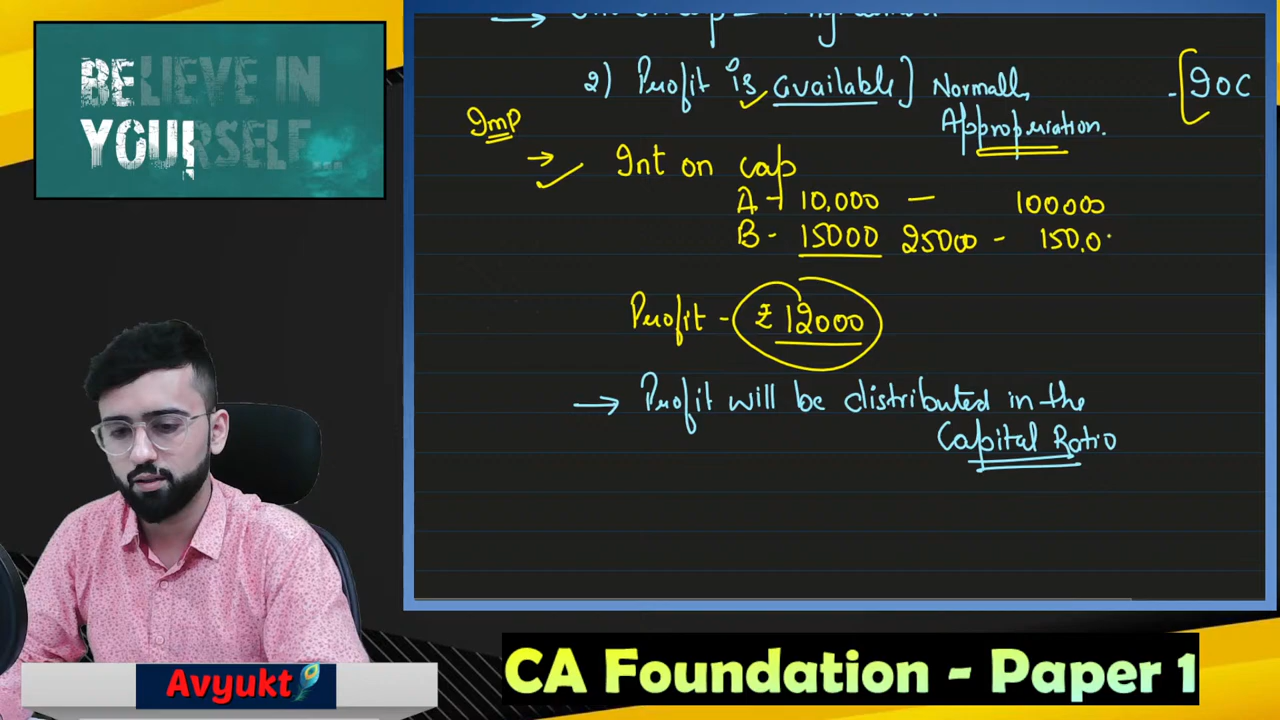 BELIEVE IN
YOURSELF...
2) Profit is available] Normally
Appropriation.
[IOC
Imp
→ Int on cap
A - 10,000 — 100000
B - 15000 25000 - 150,0
Profit - ₹ 12000
→ Profit will be distributed in the
Capital Ratio
Avyukt
CA Foundation - Paper 1